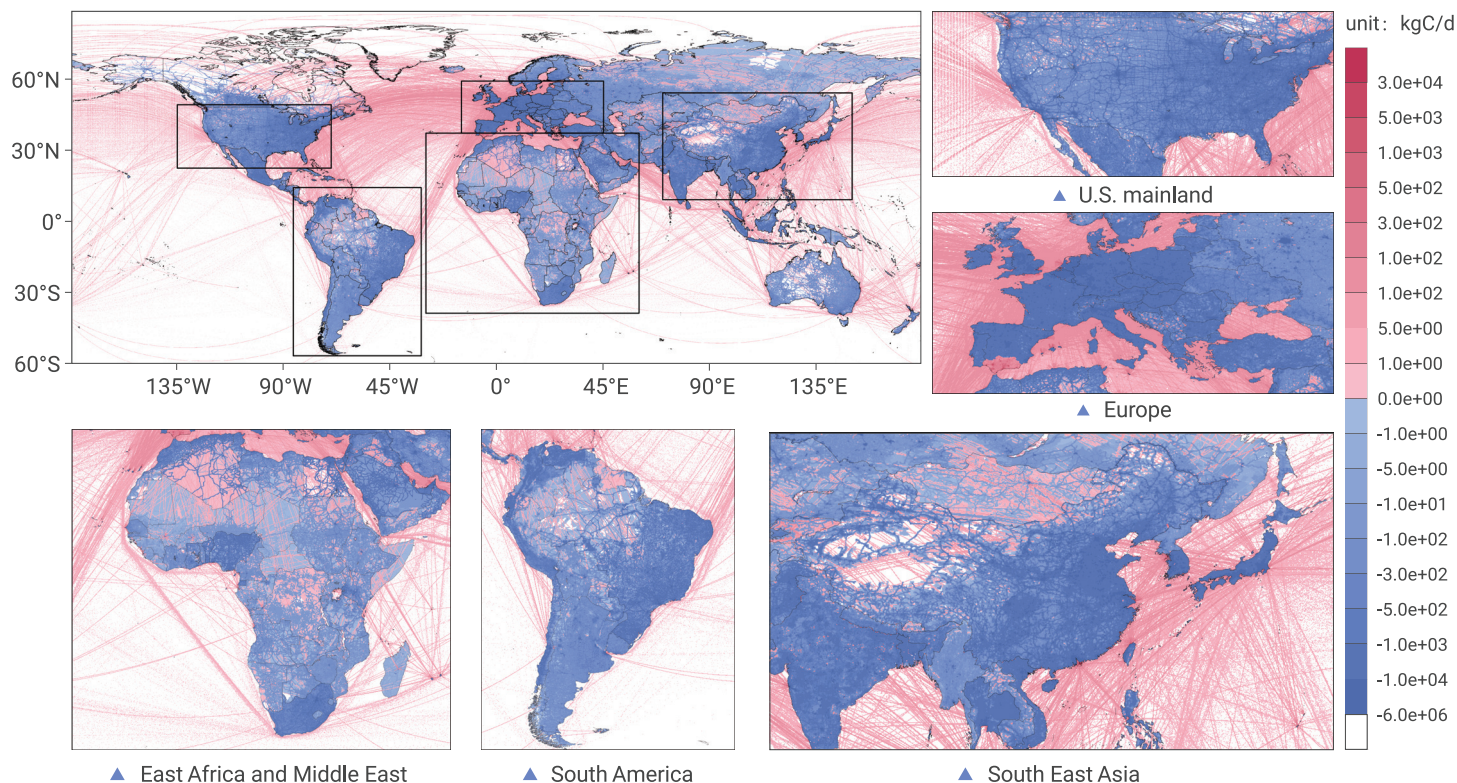 unit: kgC/d
60°N
30°N
0°
30°S
60°S
135°W
90°W
45°W
0°
45°E
90°E
135°E
▲ U.S. mainland
▲ Europe
▲ East Africa and Middle East
▲ South America
▲ South East Asia
3.0e+04
5.0e+03
1.0e+03
5.0e+02
3.0e+02
1.0e+02
1.0e+02
5.0e+00
1.0e+00
0.0e+00
-1.0e+00
-5.0e+00
-1.0e+01
-1.0e+02
-3.0e+02
-5.0e+02
-1.0e+03
-1.0e+04
-6.0e+06